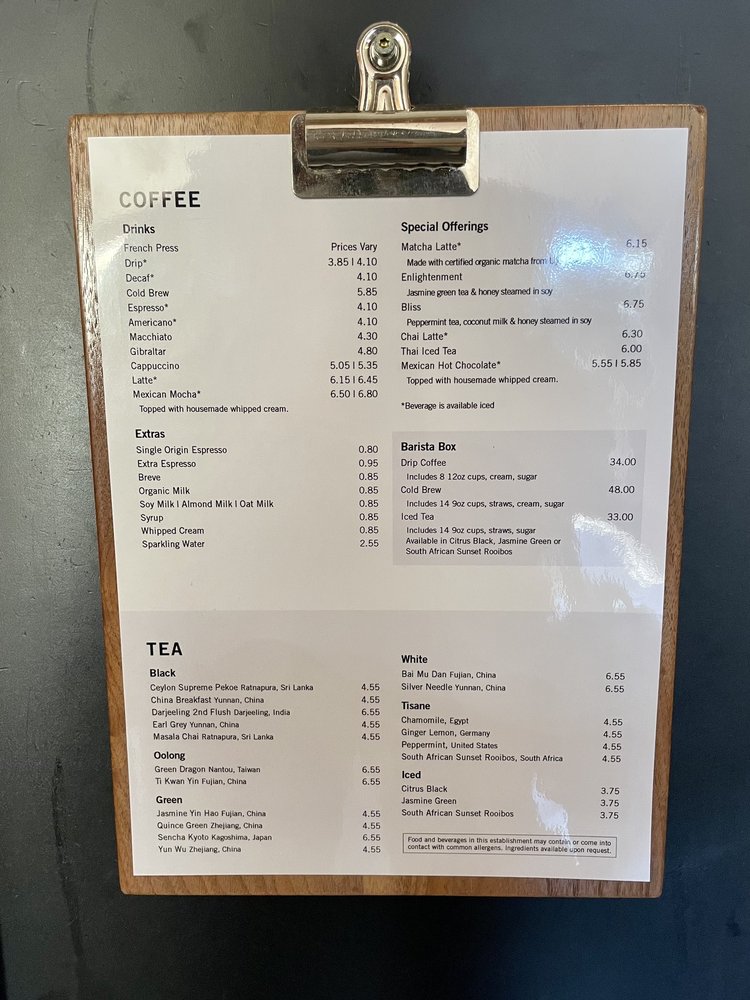 COFFEE
Drinks
French Press Prices Vary
Drip* 3.85 | 4.10
Decaf* 4.10
Cold Brew 5.85
Espresso* 4.10
Americano* 4.10
Macchiato 4.30
Gibraltar 4.80
Cappuccino 5.05 | 5.35
Latte* 6.15 | 6.45
Mexican Mocha* 6.50 | 6.80
Topped with housemade whipped cream.
Extras
Single Origin Espresso 0.80
Extra Espresso 0.95
Breve 0.85
Organic Milk 0.85
Soy Milk | Almond Milk | Oat Milk 0.85
Syrup 0.85
Whipped Cream 0.85
Sparkling Water 2.55
Special Offerings
Matcha Latte* 6.15
Made with certified organic matcha from
Enlightenment 6.75
Jasmine green tea & honey steamed in soy
Bliss 6.75
Peppermint tea, coconut milk & honey steamed in soy
Chai Latte* 6.30
Thai Iced Tea 6.00
Mexican Hot Chocolate* 5.55 | 5.85
Topped with housemade whipped cream.
*Beverage is available iced
Barista Box
Drip Coffee 34.00
Includes 8 12oz cups, cream, sugar
Cold Brew 48.00
Includes 14 9oz cups, straws, cream, sugar
Iced Tea 33.00
Includes 14 9oz cups, straws, sugar
Available in Citrus Black, Jasmine Green or
South African Sunset Rooibos
TEA
Black
Ceylon Supreme Pekoe Ratnapura, Sri Lanka 4.55
China Breakfast Yunnan, China 4.55
Darjeeling 2nd Flush Darjeeling, India 6.55
Earl Grey Yunnan, China 4.55
Masala Chai Ratnapura, Sri Lanka 4.55
Oolong
Green Dragon Nantou, Taiwan 6.55
Ti Kwan Yin Fujian, China 6.55
Green
Jasmine Yin Hao Fujian, China 4.55
Quince Green Zhejiang, China 4.55
Sencha Kyoto Kagoshima, Japan 6.55
Yun Wu Zhejiang, China 4.55
White
Bai Mu Dan Fujian, China 6.55
Silver Needle Yunnan, China 6.55
Tisane
Chamomile, Egypt 4.55
Ginger Lemon, Germany 4.55
Peppermint, United States 4.55
South African Sunset Rooibos, South Africa 4.55
Iced
Citrus Black 3.75
Jasmine Green 3.75
South African Sunset Rooibos 3.75
Food and beverages in this establishment may contain or come into
contact with common allergens. Ingredients available upon request.